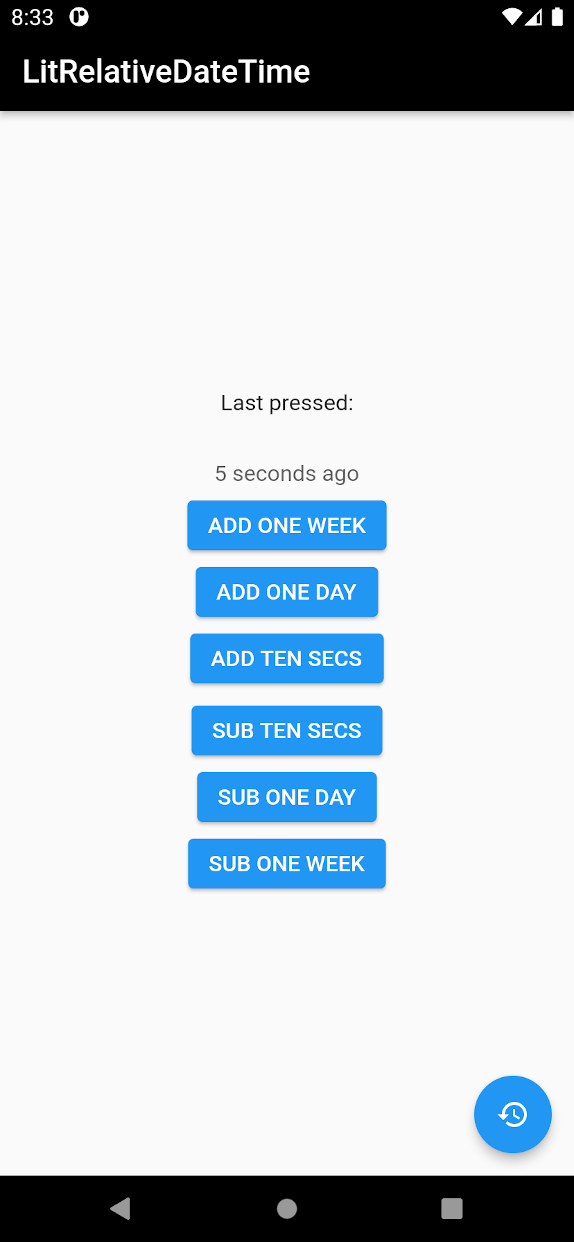 8:33
LitRelativeDateTime
Last pressed:
5 seconds ago
ADD ONE WEEK
ADD ONE DAY
ADD TEN SECS
SUB TEN SECS
SUB ONE DAY
SUB ONE WEEK